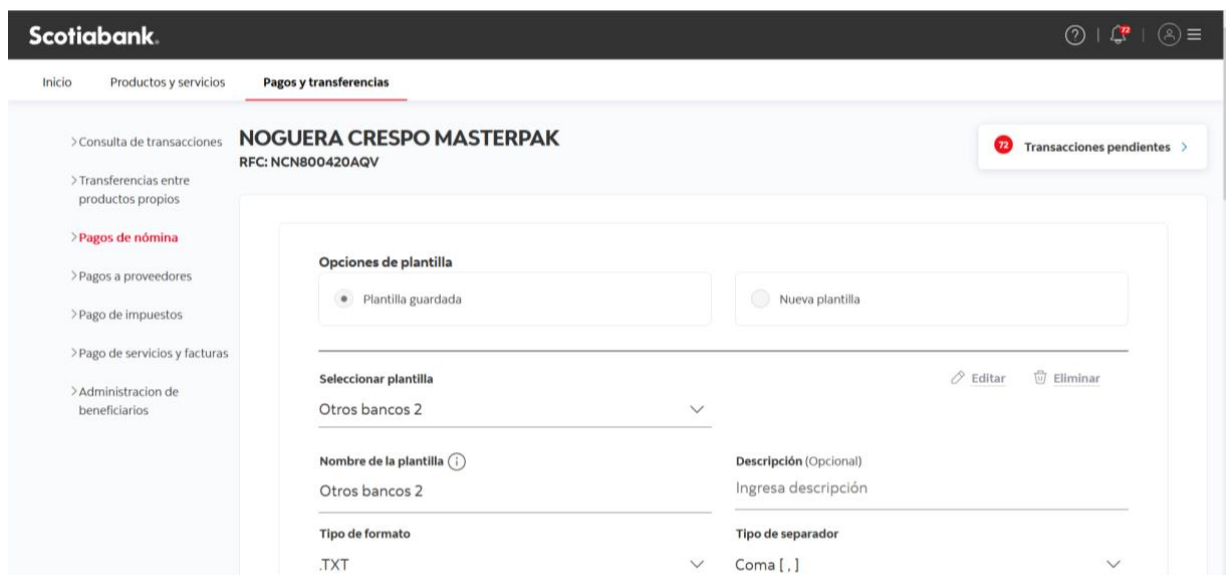 Scotiabank.
72
Inicio Productos y servicios Pagos y transferencias
>Consulta de transacciones
>Transferencias entre
productos propios
>Pagos de nómina
>Pagos a proveedores
>Pago de impuestos
>Pago de servicios y facturas
>Administracion de
beneficiarios
NOGUERA CRESPO MASTERPAK
RFC: NCN800420AQV
72 Transacciones pendientes >
Opciones de plantilla
Plantilla guardada Nueva plantilla
Seleccionar plantilla Editar Eliminar
Otros bancos 2
Nombre de la plantilla Descripción (Opcional)
Otros bancos 2 Ingresa descripción
Tipo de formato Tipo de separador
.TXT Coma [ , ]